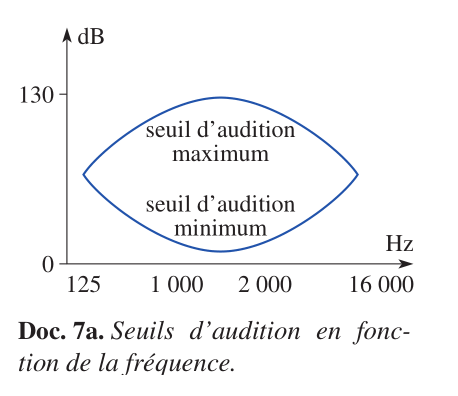 dB
130
seuil d'audition
maximum
seuil d'audition
minimum
Hz
0
125 1 000 2 000 16 000
Doc. 7a. Seuils d'audition en fonc-
tion de la fréquence.